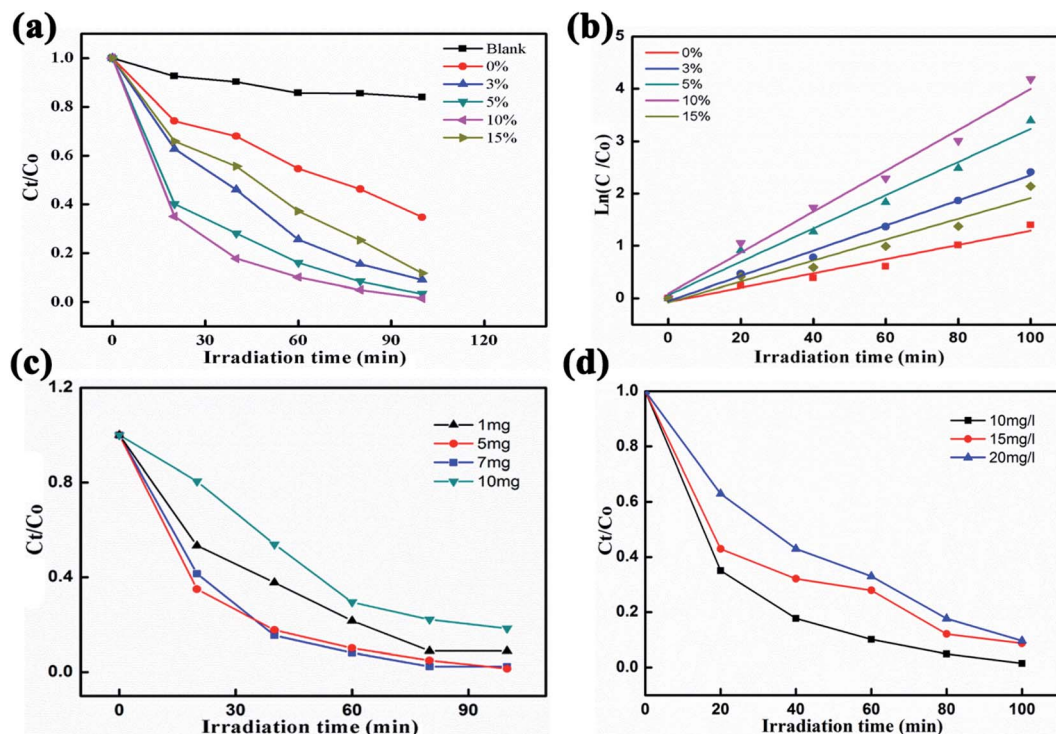 (a)
1.0
0.8
0.6
0.4
0.2
0.0
Ct/Co
0
30
60
90
120
Irradiation time (min)
Blank
0%
3%
5%
10%
15%
(b)
5
4
3
2
1
0
Ln(C /Co)
0
20
40
60
80
100
Irradiation time (min)
0%
3%
5%
10%
15%
(c)
1.2
0.8
0.4
0.0
Ct/Co
0
30
60
90
Irradiation time (min)
1mg
5mg
7mg
10mg
(d)
1.0
0.8
0.6
0.4
0.2
0.0
Ct/Co
0
20
40
60
80
100
Irradiation time (min)
10mg/l
15mg/l
20mg/l